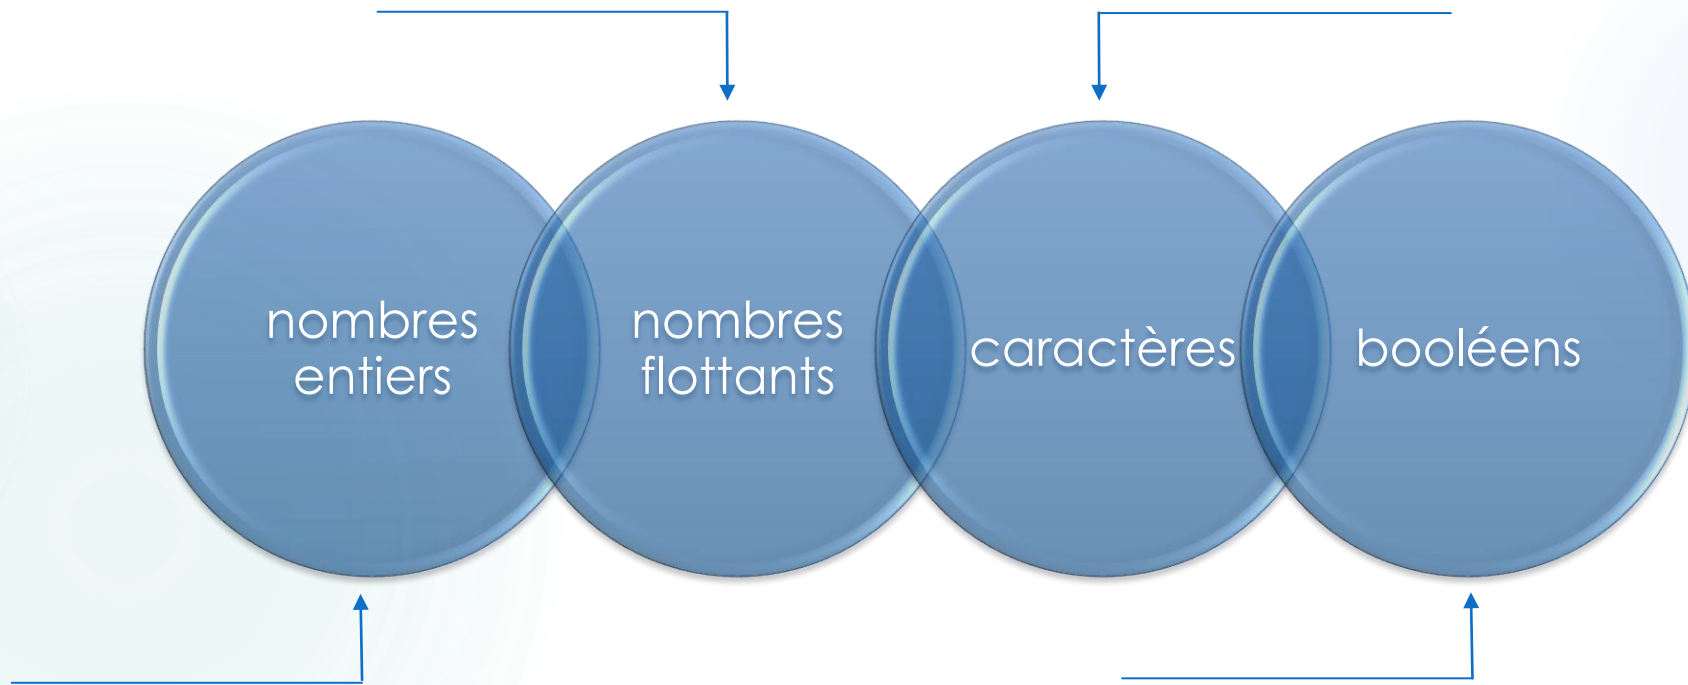 nombres
entiers
nombres
flottants
caractères
booléens